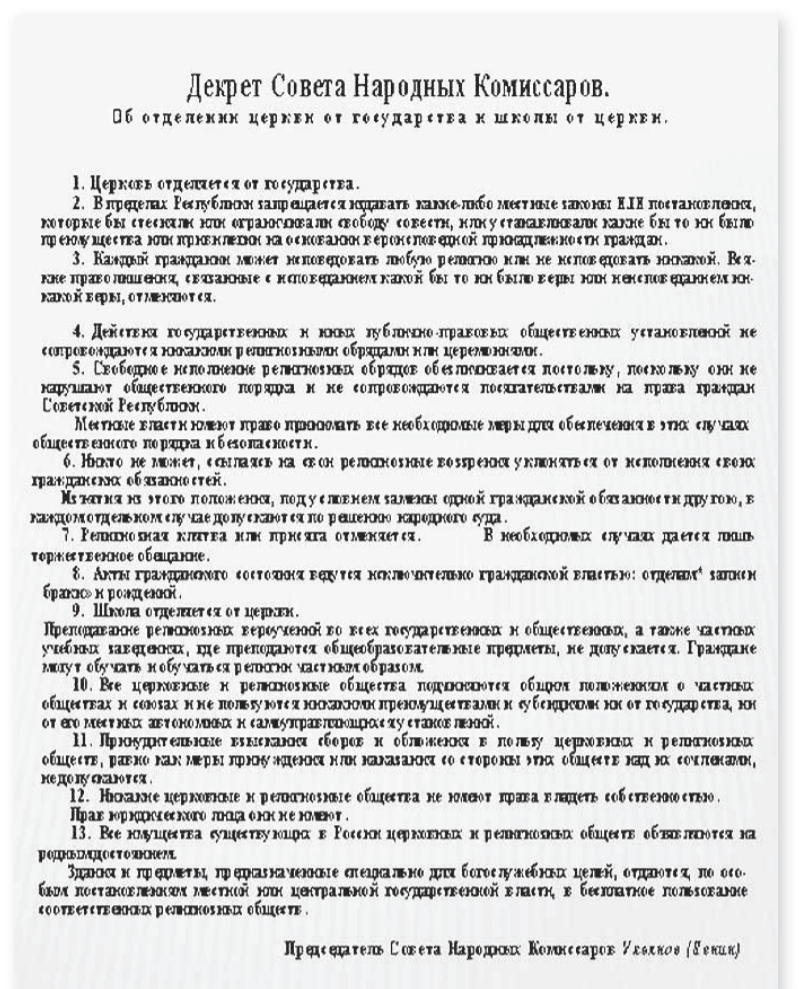 Декрет Совета Народных Комиссаров.
Об отделении церкви от государства и школы от церкви.
1. Церковь отделяется от государства.
2. В пределах Республики запрещается издавать какие-либо местные законы ИЛИ постановления,
которые бы стесняли или ограничивали свободу совести, или устанавливали какие бы то ни было
преимущества или привилегии на основании вероисповедной принадлежности граждан.
3. Каждый гражданин может исповедовать любую религию или не исповедовать никакой. Вся-
кие праволишения, связанные с исповеданием какой бы то ни было веры или неисповеданием ни-
какой веры, отменяются.
4. Действия государственных и иных публично-правовых общественных установлений не
сопровождаются никакими религиозными обрядами или церемониями.
5. Свободное исполнение религиозных обрядов обезличивается постольку, поскольку они не
нарушают общественного порядка и не сопровождаются посягательствами на права граждан
Советской Республики.
Местные власти имеют право принимать все необходимые меры для обеспечения в этих случаях
общественного порядка и безопасности.
6. Никто не может, ссылаясь на свои религиозные воззрения уклоняться от исполнения своих
гражданских обязанностей.
Изъятия из этого положения, под условием замены одной гражданской обязанности другою, в
каждом отдельном случае допускаются по решению народного суда.
7. Религиозная клятва или присяга отменяется. В необходимых случаях дается лишь
торжественное обещание.
8. Акты гражданского состояния ведутся исключительно гражданской властью: отделам* записи
браки» и рождений.
9. Школа отделяется от церкви.
Преподавание религиозных вероучений во всех государственных и общественных, а также частных
учебных заведениях, где преподаются общеобразовательные предметы, не допускается. Граждане
могут обучать и обучаться религии частным образом.
10. Все церковные и религиозные общества подчиняются общим положениям о частных
обществах и союзах и не пользуются никакими преимуществами и субсидиями ни от государства, ни
от его местных автономных и самоуправляющихся установлений.
11. Принудительные взыскания сборов и обложения в пользу церковных и религиозных
обществ, равно как меры принуждения или наказания со стороны этих обществ над их сочленами,
не допускаются.
12. Никакие церковные и религиозные общества не имеют права владеть собственностью.
Прав юридического лица они не имеют.
13. Все имущества существующих в России церковных и религиозных обществ объявляются на
родным достоянием.
Здания и предметы, предназначенные специально для богослужебных целей, отдаются, по осо-
бым постановлениям местной или центральной государственной власти, в бесплатное пользование
соответственных религиозных обществ.
Председатель Совета Народных Комиссаров Ульянов (Ленин)